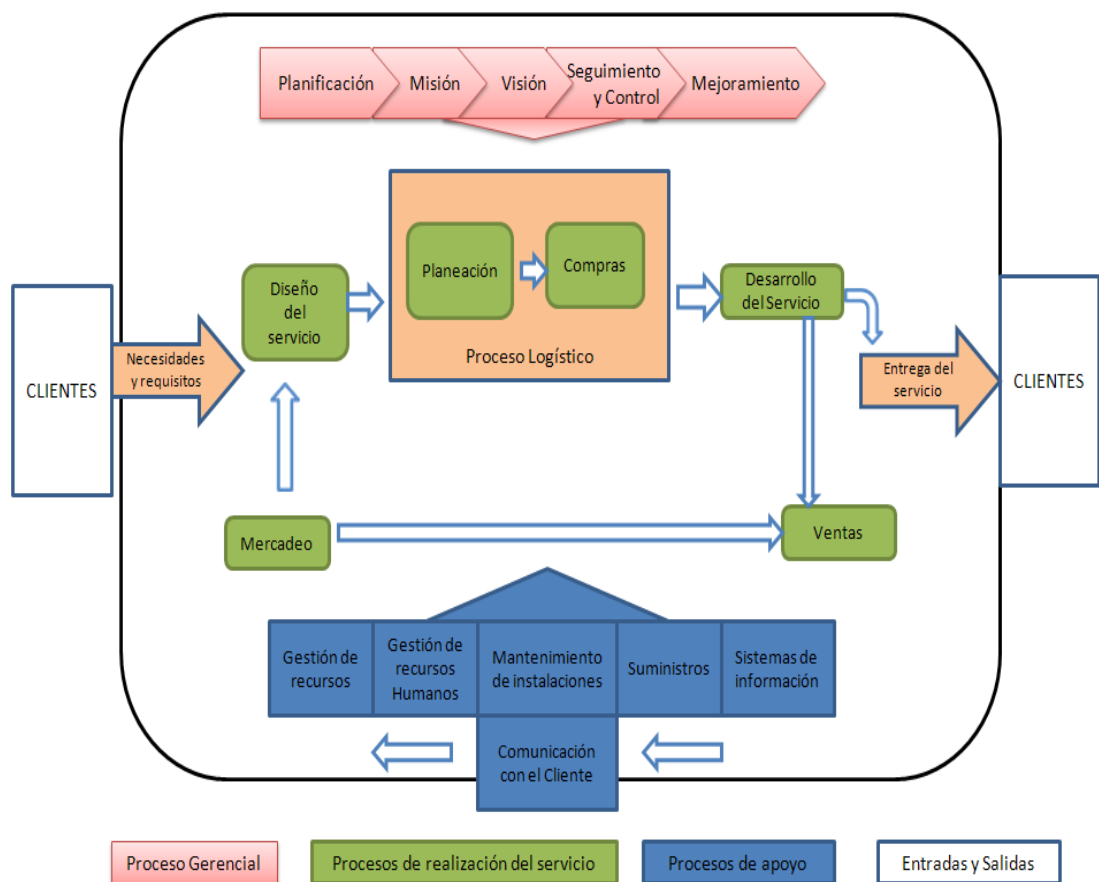 Planificación
Misión
Visión
Seguimiento
y Control
Mejoramiento
Planeación
Compras
Proceso Logístico
Diseño
del
servicio
Desarrollo
del Servicio
CLIENTES
Necesidades
y requisitos
Entrega del
servicio
CLIENTES
Mercadeo
Ventas
Gestión de
recursos
Gestión de
recursos
Humanos
Mantenimiento
de instalaciones
Suministros
Sistemas de
información
Comunicación
con el Cliente
Proceso Gerencial
Procesos de realización del servicio
Procesos de apoyo
Entradas y Salidas